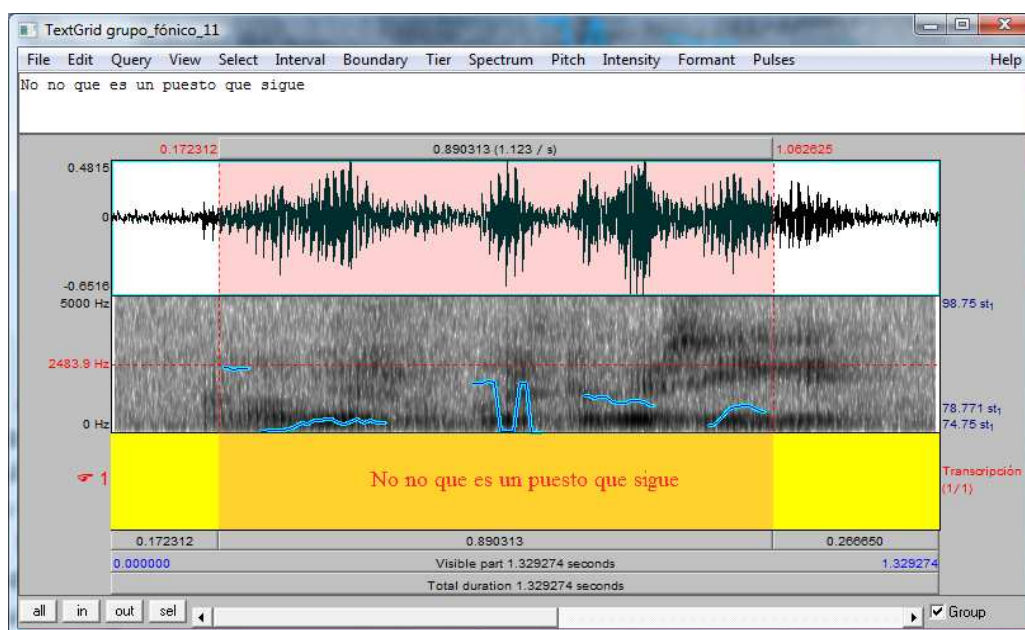 TextGrid grupo_fónico_11
File Edit Query View Select Interval Boundary Tier Spectrum Pitch Intensity Formant Pulses Help
No no que es un puesto que sigue
0.172312 0.890313 (1.123 / s) 1.062625
0.4815
0
-0.6516
5000 Hz 98.75 st1
2483.9 Hz
78.771 st1
0 Hz 74.75 st1
1 No no que es un puesto que sigue Transcripción
(1/1)
0.172312 0.890313 0.266650
0.000000 Visible part 1.329274 seconds 1.329274
Total duration 1.329274 seconds
all in out sel Group